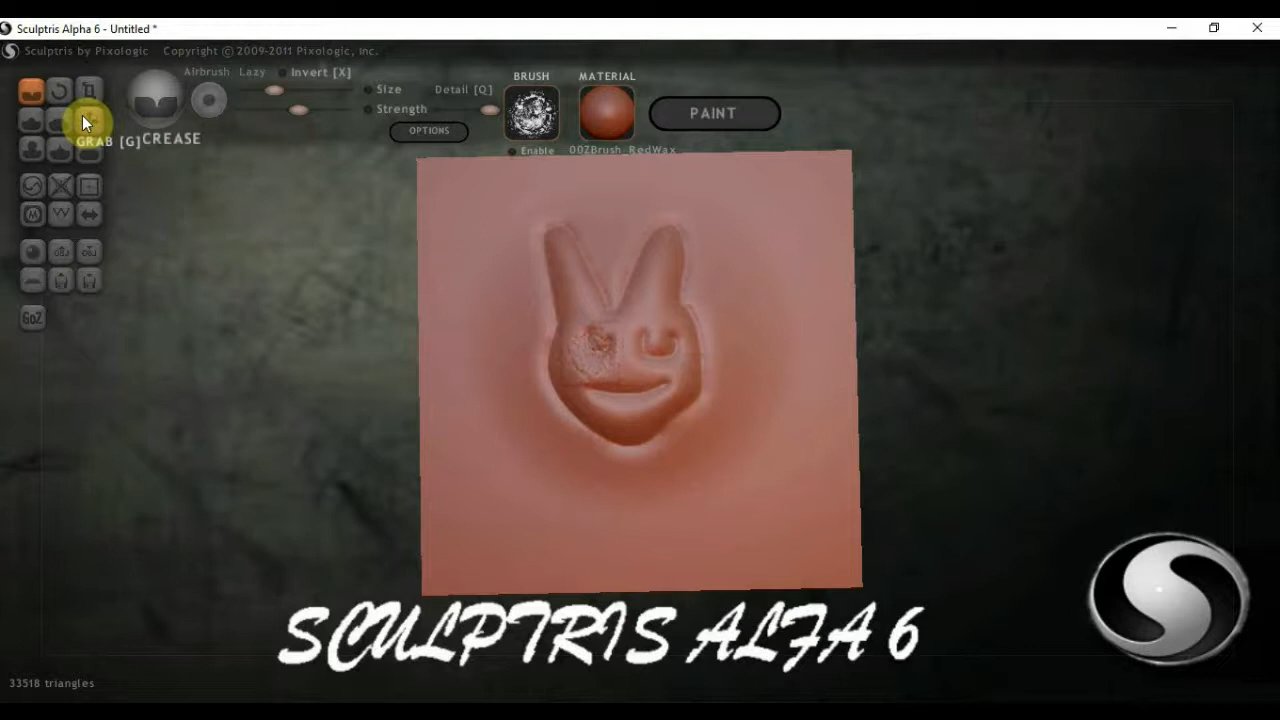 Sculptris Alpha 6 - Untitled *
Sculptris by Pixologic Copyright © 2009-2011 Pixologic, Inc.
Airbrush Lazy Invert [X]
Size Detail [Q]
Strength
OPTIONS
BRUSH
MATERIAL
PAINT
GRAB [G]
CREASE
Enable
00ZBrush_RedWax
GoZ
SCULPTRIS ALFA 6
33518 triangles